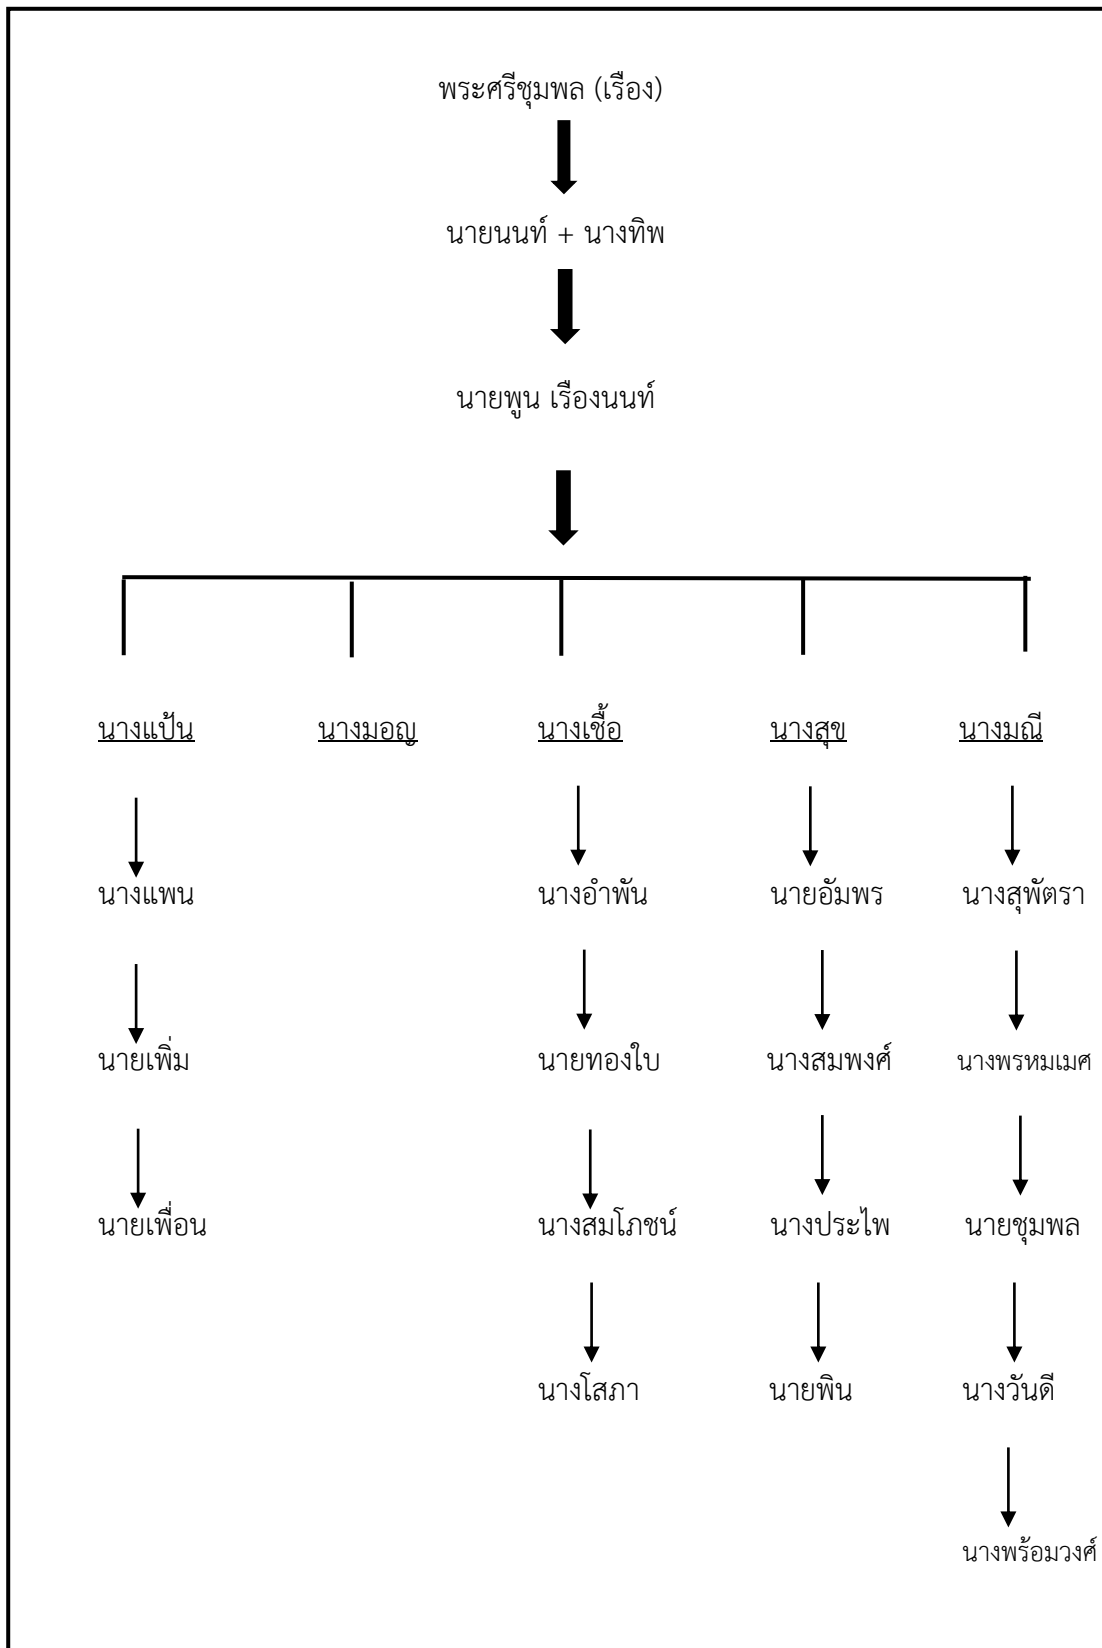 พระศรีชุมพล (เรือง)
นายนนท์ + นางทิพ
นายพูน เรืองนนท์
นางแป้น นางมอญ นางเชื้อ นางสุข นางมณี
นางแพน นางอำพัน นายอัมพร นางสุพัตรา
นายเพิ่ม นายทองใบ นางสมพงศ์ นางพรหมเมศ
นายเพื่อน นางสมโภชน์ นางประไพ นายชุมพล
นางโสภา นายพิน นางวันดี
นางพร้อมวงศ์